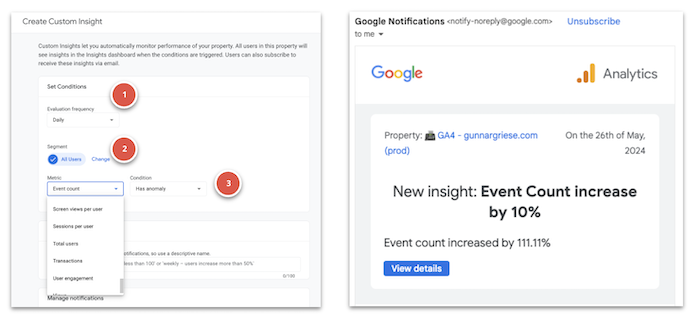 Create Custom Insight
Custom Insights let you automatically monitor performance of your property. All users in this property will
see insights in the Insights dashboard when the conditions are triggered. Users can also subscribe to
receive these insights via email.
Set Conditions
1
Evaluation frequency
Daily
Segment
2
All Users
Change
Metric
Condition
3
Event count
Has anomaly
Screen views per user
Sessions per user
Total users
Transactions
User engagement
notifications, so use a descriptive name.
less than 100' or 'weekly – users increase more than 50%'
0/100
Manage notifications
Google Notifications <notify-noreply@google.com> Unsubscribe
to me
Google
Analytics
Property: GA4 - gunnargriese.com
(prod)
On the 26th of May,
2024
New insight: Event Count increase
by 10%
Event count increased by 111.11%
View details